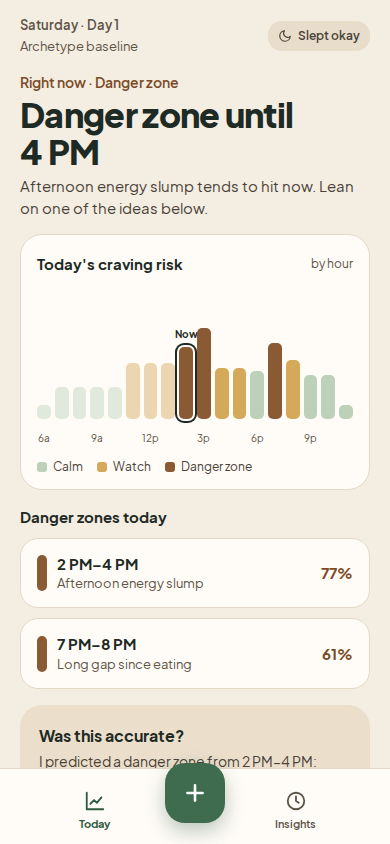 Saturday · Day 1
Archetype baseline
Slept okay
Right now · Danger zone
Danger zone until
4 PM
Afternoon energy slump tends to hit now. Lean
on one of the ideas below.
Today's craving risk
by hour
Now
6a 9a 12p 3p 6p 9p
Calm Watch Danger zone
Danger zones today
2 PM–4 PM
Afternoon energy slump
77%
7 PM–8 PM
Long gap since eating
61%
Was this accurate?
I predicted a danger zone from 2 PM–4 PM:
Today
Insights